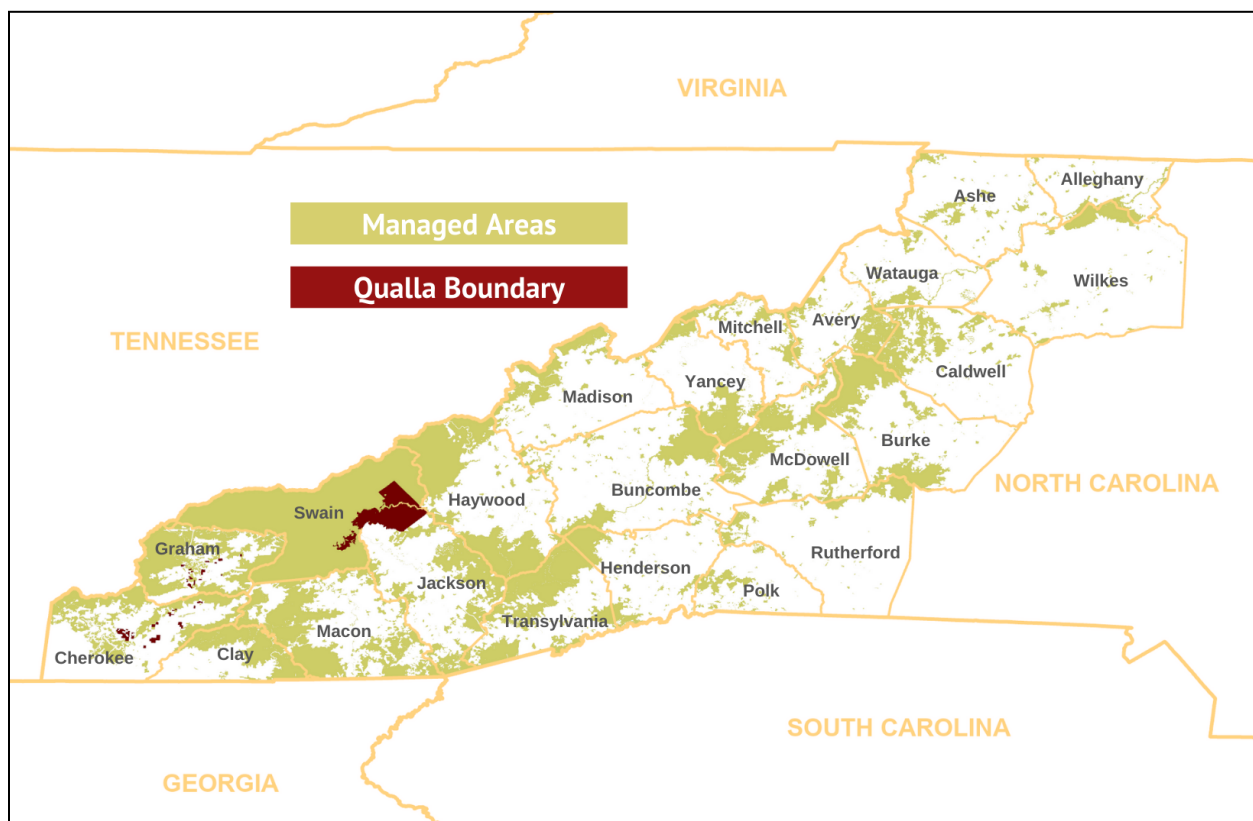 VIRGINIA
Alleghany
Ashe
Managed Areas
Watauga
Wilkes
Qualla Boundary
Avery
Mitchell
TENNESSEE
Caldwell
Yancey
Madison
Burke
McDowell
NORTH CAROLINA
Buncombe
Haywood
Swain
Graham
Rutherford
Henderson
Jackson
Polk
Transylvania
Macon
Clay
Cherokee
SOUTH CAROLINA
GEORGIA